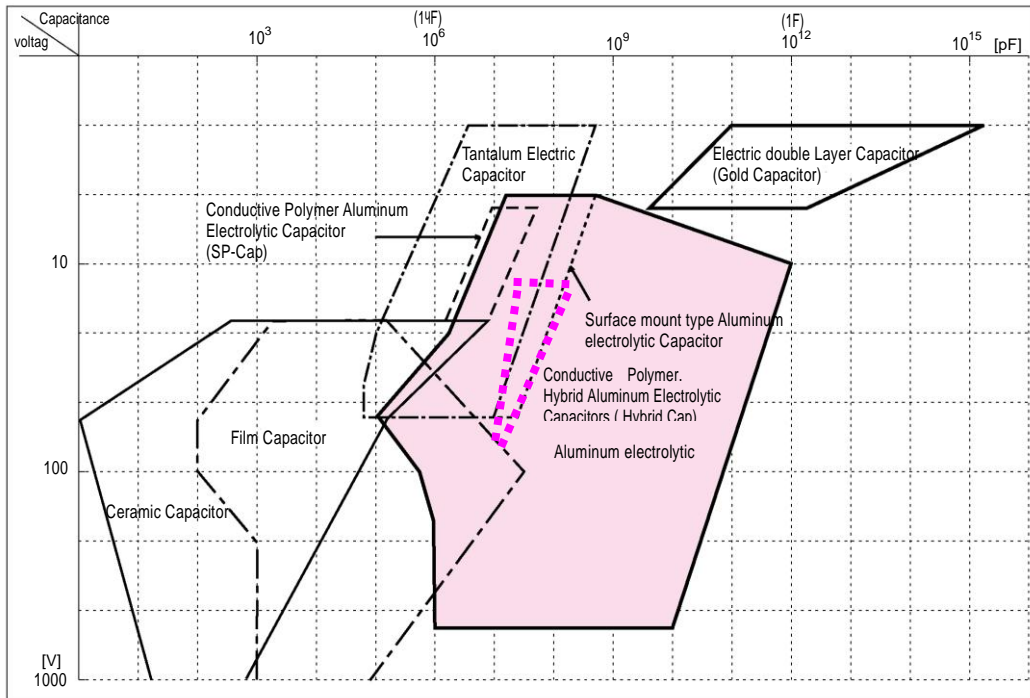 Capacitance
voltag
10³
(1ЧF)
10⁶
10⁹
(1F)
10¹²
10¹⁵
[pF]
Tantalum Electric
Capacitor
Electric double Layer Capacitor
(Gold Capacitor)
Conductive Polymer Aluminum
Electrolytic Capacitor
(SP-Cap)
10
Surface mount type Aluminum
electrolytic Capacitor
Conductive Polymer.
Hybrid Aluminum Electrolytic
Capacitors ( Hybrid Cap)
Film Capacitor
Aluminum electrolytic
100
Ceramic Capacitor
[V]
1000